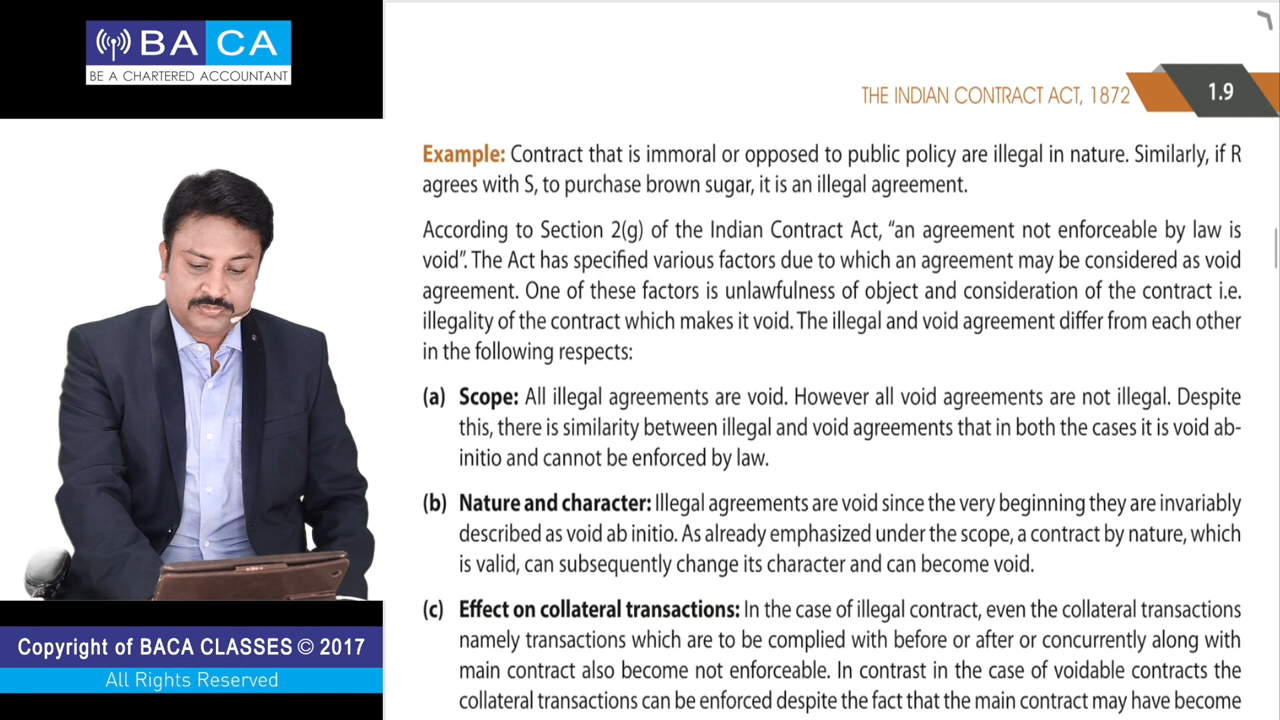 BA CA
BE A CHARTERED ACCOUNTANT
THE INDIAN CONTRACT ACT, 1872
1.9
Example: Contract that is immoral or opposed to public policy are illegal in nature. Similarly, if R
agrees with S, to purchase brown sugar, it is an illegal agreement.
According to Section 2(g) of the Indian Contract Act, “an agreement not enforceable by law is
void”. The Act has specified various factors due to which an agreement may be considered as void
agreement. One of these factors is unlawfulness of object and consideration of the contract i.e.
illegality of the contract which makes it void. The illegal and void agreement differ from each other
in the following respects:
(a) Scope: All illegal agreements are void. However all void agreements are not illegal. Despite
this, there is similarity between illegal and void agreements that in both the cases it is void ab-
initio and cannot be enforced by law.
(b) Nature and character: Illegal agreements are void since the very beginning they are invariably
described as void ab initio. As already emphasized under the scope, a contract by nature, which
is valid, can subsequently change its character and can become void.
(c) Effect on collateral transactions: In the case of illegal contract, even the collateral transactions
namely transactions which are to be complied with before or after or concurrently along with
main contract also become not enforceable. In contrast in the case of voidable contracts the
collateral transactions can be enforced despite the fact that the main contract may have become
Copyright of BACA CLASSES © 2017
All Rights Reserved